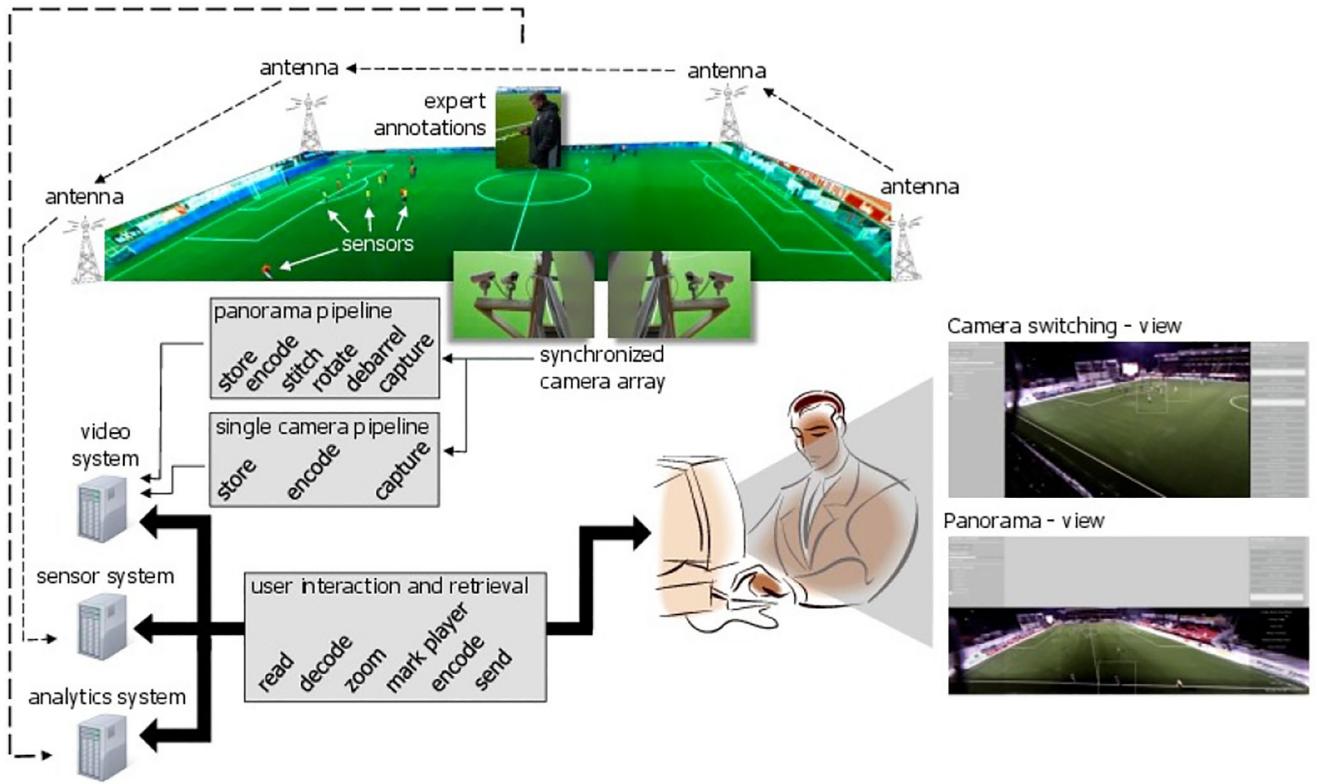 antenna
antenna
expert
annotations
antenna
antenna
sensors
panorama pipeline
store
encode
stitch
rotate
debarrel
capture
synchronized
camera array
single camera pipeline
store
encode
capture
video
system
sensor system
analytics system
user interaction and retrieval
read
decode
zoom
mark player
encode
send
Camera switching - view
Panorama - view